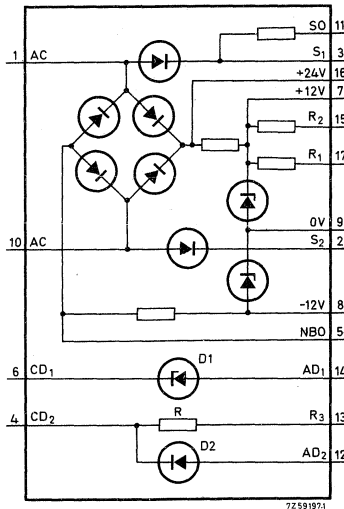 SO 11
1 AC S1 3
+24V 16
+12V 7
R2 15
R1 17
0V 9
10 AC S2 2
-12V 8
NBO 5
D1
6 CD1 AD1 14
R
4 CD2 R3 13
D2
AD2 12
7Z59197.1